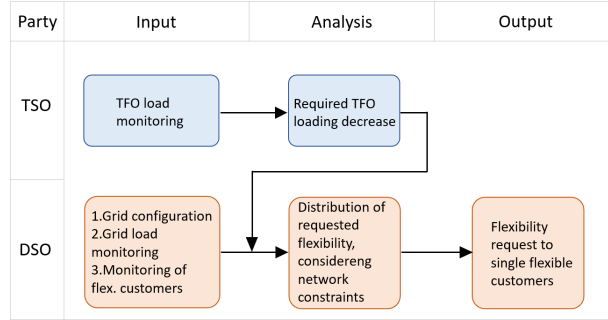 Party Input Analysis Output
TSO
TFO load
monitoring
Required TFO
loading decrease
DSO
1.Grid configuration
2.Grid load
monitoring
3.Monitoring of
flex. customers
Distribution of
requested
flexibility,
considereng
network
constraints
Flexibility
request to
single flexible
customers